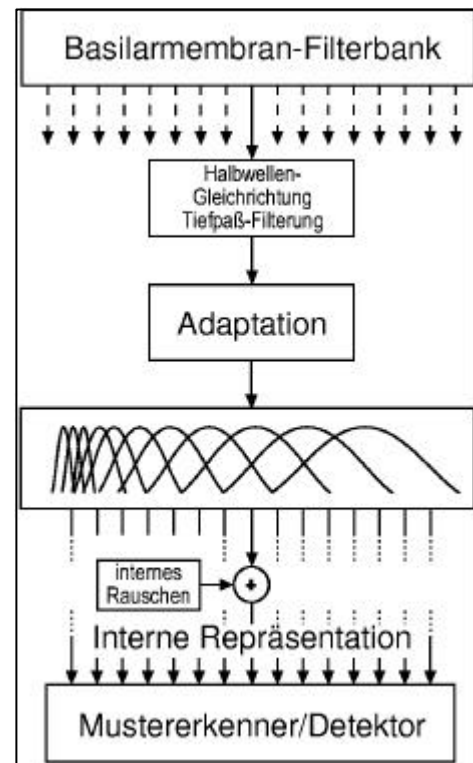 Basilarmembran-Filterbank
Halbwellen-
Gleichrichtung
Tiefpaß-Filterung
Adaptation
internes
Rauschen
+
Interne Repräsentation
Mustererkenner/Detektor